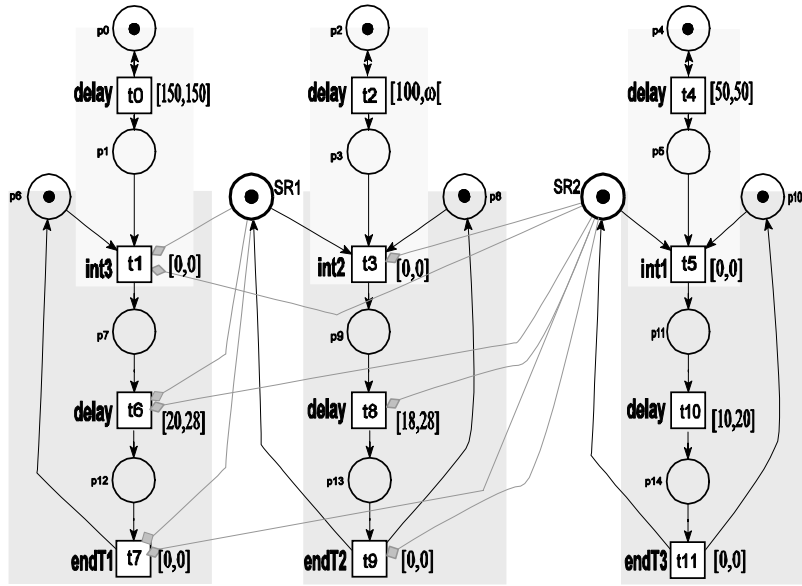 p0 p2 p4
delay t0 [150,150] delay t2 [100,ω[ delay t4 [50,50]
p1 p3 p5
p6 SR1 p8 SR2 p10
int3 t1 [0,0] int2 t3 [0,0] int1 t5 [0,0]
p7 p9 p11
delay t6 [20,28] delay t8 [18,28] delay t10 [10,20]
p12 p13 p14
endT1 t7 [0,0] endT2 t9 [0,0] endT3 t11 [0,0]